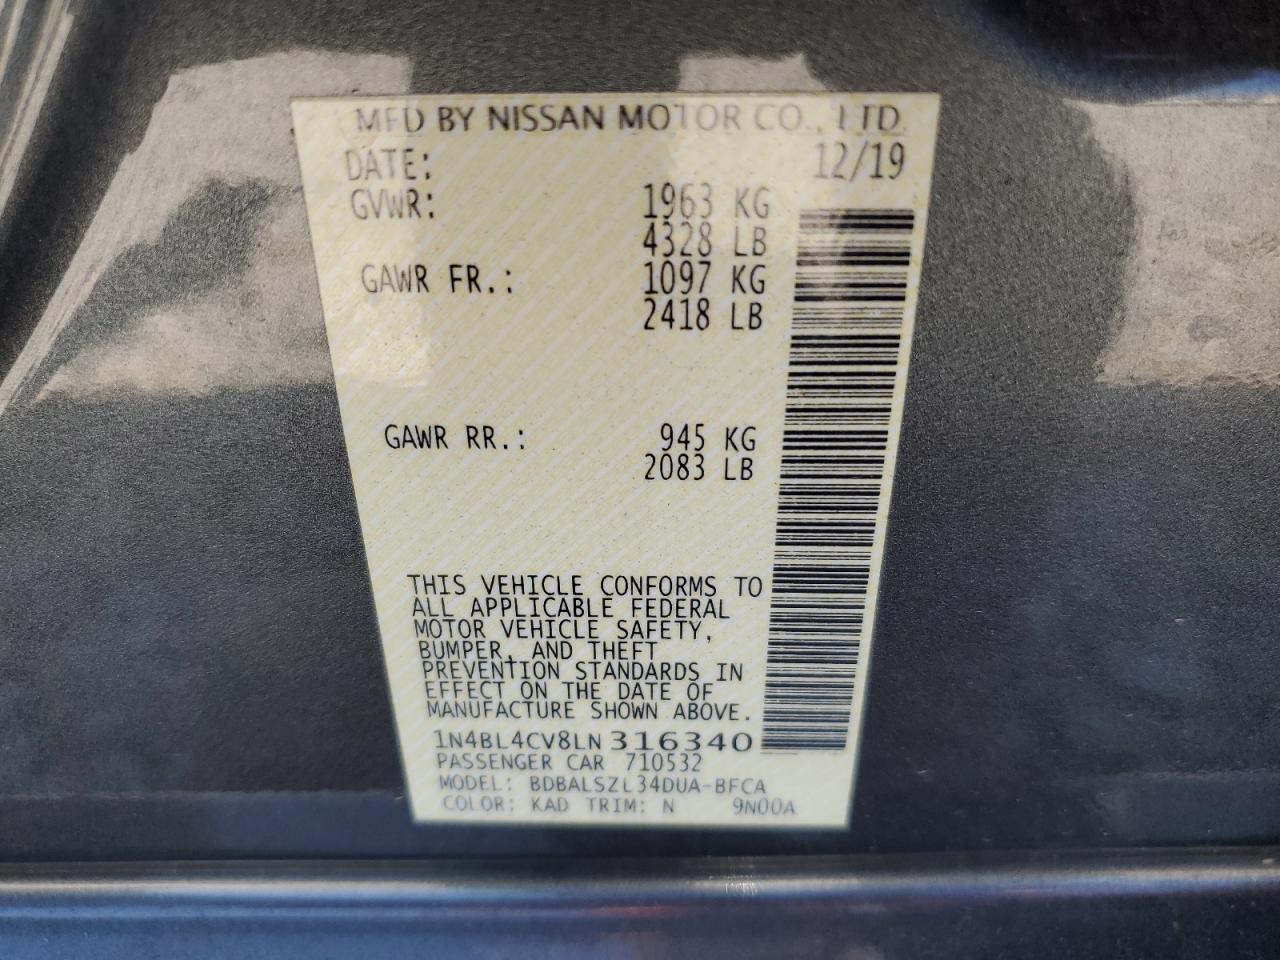 MFD BY NISSAN MOTOR CO., LTD.
DATE: 12/19
GVWR: 1963 KG
4328 LB
GAWR FR.: 1097 KG
2418 LB
GAWR RR.: 945 KG
2083 LB
THIS VEHICLE CONFORMS TO
ALL APPLICABLE FEDERAL
MOTOR VEHICLE SAFETY,
BUMPER, AND THEFT
PREVENTION STANDARDS IN
EFFECT ON THE DATE OF
MANUFACTURE SHOWN ABOVE.
1N4BL4CV8LN316340
PASSENGER CAR 710532
MODEL: BDBALSZL34DUA-BFCA
COLOR: KAD TRIM: N 9N00A